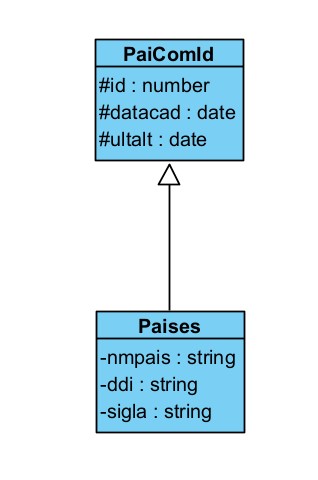 PaiComId
#id : number
#datacad : date
#ultalt : date
Paises
-nmpais : string
-ddi : string
-sigla : string